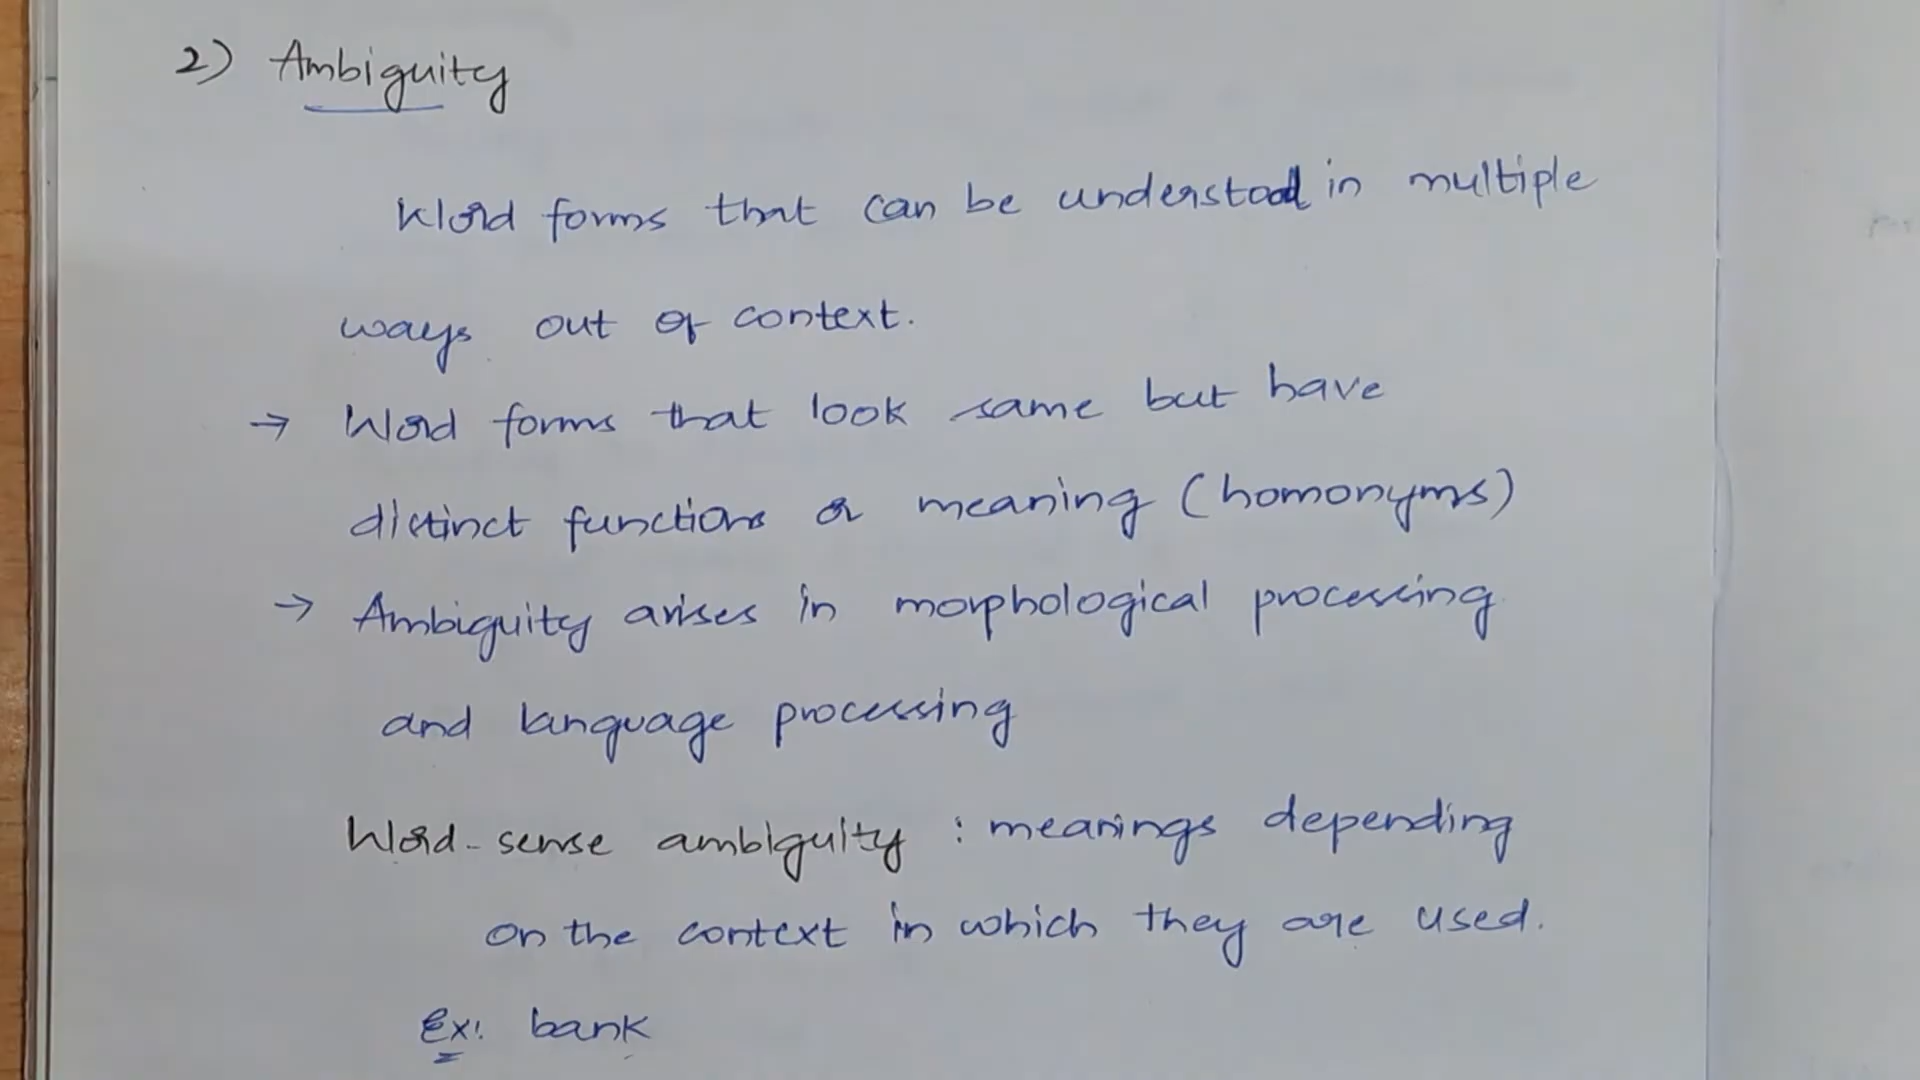 2) Ambiguity
Word forms that can be understood in multiple
ways out of context.
→ Word forms that look same but have
distinct functions or meaning (homonyms)
→ Ambiguity arises in morphological processing
and language processing
Word-sense ambiguity : meanings depending
on the context in which they are used.
Ex: bank